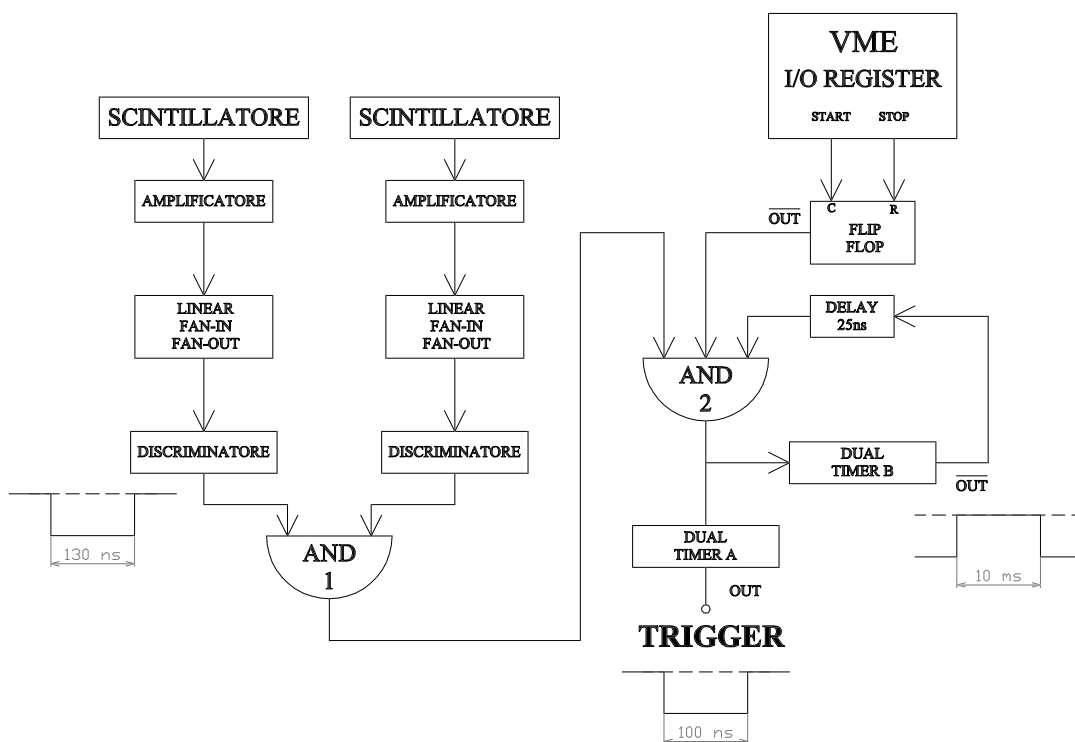 VME
I/O REGISTER
START STOP
SCINTILLATORE
SCINTILLATORE
AMPLIFICATORE
AMPLIFICATORE
C R
FLIP
FLOP
OUT
LINEAR
FAN-IN
FAN-OUT
LINEAR
FAN-IN
FAN-OUT
DELAY
25ns
AND
2
DISCRIMINATORE
DISCRIMINATORE
DUAL
TIMER B
OUT
130 ns
AND
1
DUAL
TIMER A
OUT
10 ms
TRIGGER
100 ns